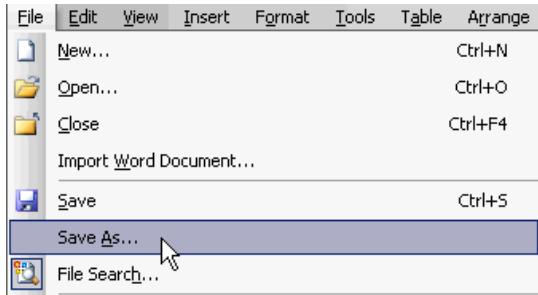 File Edit View Insert Format Tools Table Arrange
New... Ctrl+N
Open... Ctrl+O
Close Ctrl+F4
Import Word Document...
Save Ctrl+S
Save As...
File Search...